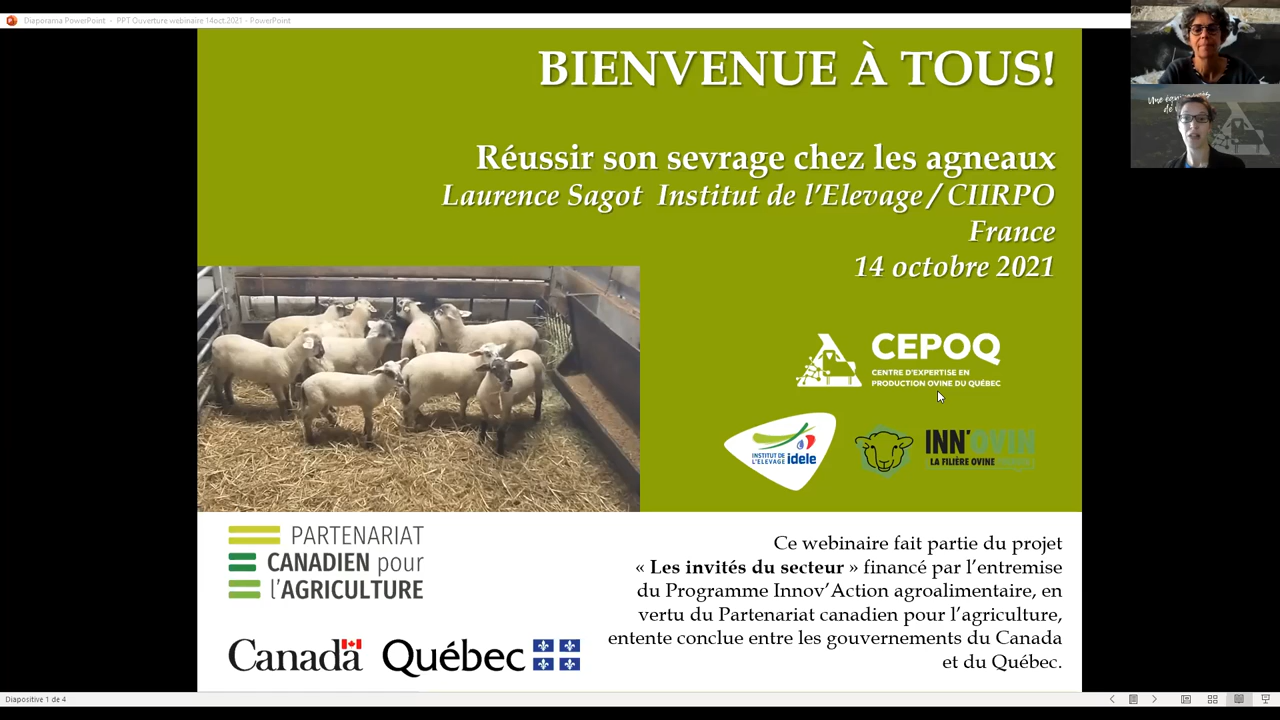 Diaporama PowerPoint - PPT Ouverture webinaire 14oct.2021 - PowerPoint
BIENVENUE À TOUS!
Réussir son sevrage chez les agneaux
Laurence Sagot Institut de l'Elevage / CIIRPO
France
14 octobre 2021
Une
CEPOQ
CENTRE D'EXPERTISE EN
PRODUCTION OVINE DU QUÉBEC
INSTITUT DE
L'ELEVAGE idele
INN'OVIN
LA FILIÈRE OVINE
PARTENARIAT
CANADIEN pour
l'AGRICULTURE
Canada
Québec
Ce webinaire fait partie du projet
« Les invités du secteur » financé par l'entremise
du Programme Innov'Action agroalimentaire, en
vertu du Partenariat canadien pour l'agriculture,
entente conclue entre les gouvernements du Canada
et du Québec.
Diapositive 1 de 4